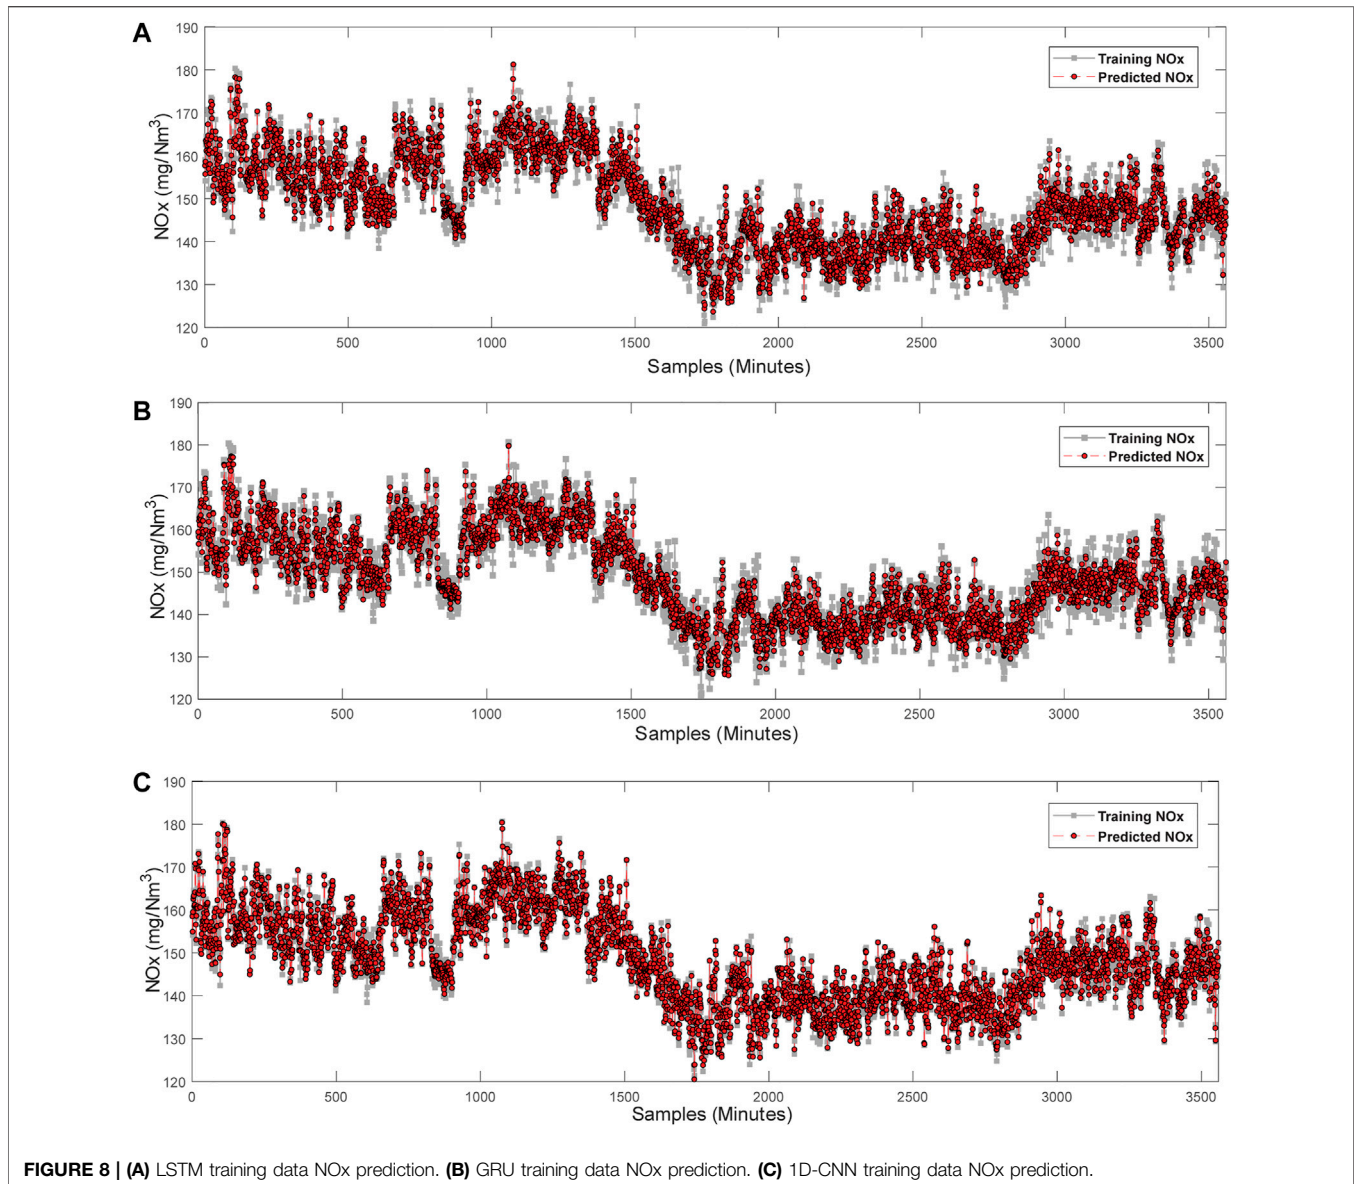 A
190
180
170
160
150
140
130
120
NOx (mg/Nm³)
Training NOx
Predicted NOx
0 500 1000 1500 2000 2500 3000 3500
Samples (Minutes)
B
190
180
170
160
150
140
130
120
NOx (mg/Nm³)
Training NOx
Predicted NOx
0 500 1000 1500 2000 2500 3000 3500
Samples (Minutes)
C
190
180
170
160
150
140
130
120
NOx (mg/Nm³)
Training NOx
Predicted NOx
0 500 1000 1500 2000 2500 3000 3500
Samples (Minutes)
FIGURE 8 | (A) LSTM training data NOx prediction. (B) GRU training data NOx prediction. (C) 1D-CNN training data NOx prediction.